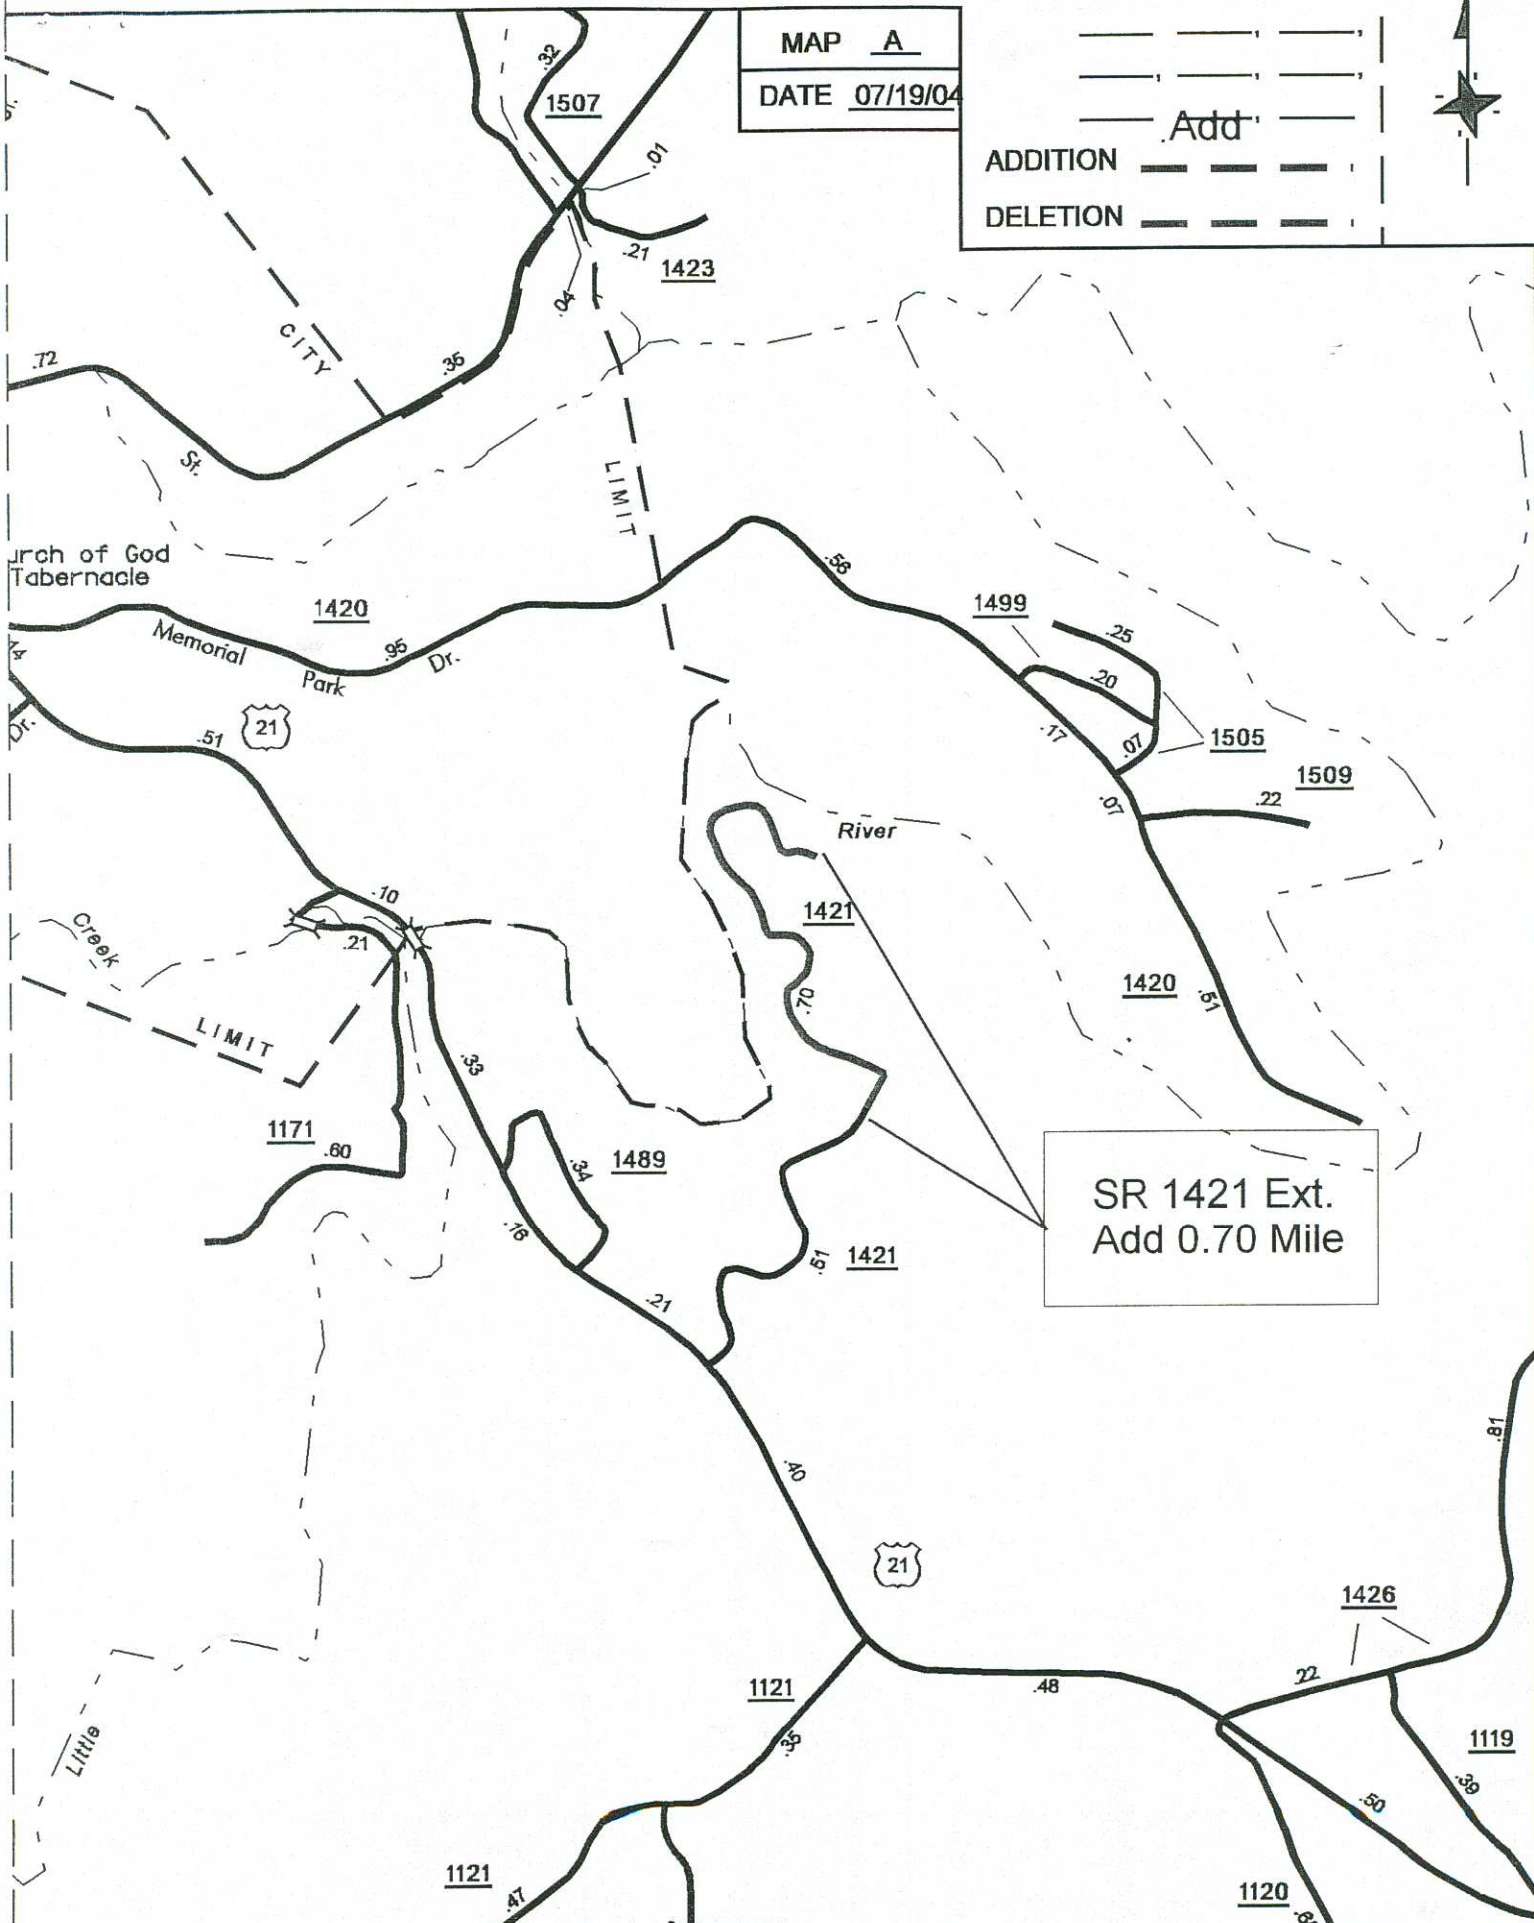 MAP A
DATE 07/19/04
Add
ADDITION
DELETION
.32
1507
.01
.21
1423
.04
CITY
.72
.35
St.
LIMIT
urch of God
Tabernacle
1420
Memorial
Park
.95
Dr.
.56
1499
.25
.20
.17
.07
1505
1509
.07
.22
Dr.
21
.51
River
.10
.21
Creek
LIMIT
1421
.70
1420
.51
.33
1171
.60
1489
.34
.16
SR 1421 Ext.
Add 0.70 Mile
.51
1421
.21
.40
.81
21
1426
.22
1121
.35
.48
1119
.39
.50
Little
1121
.47
1120